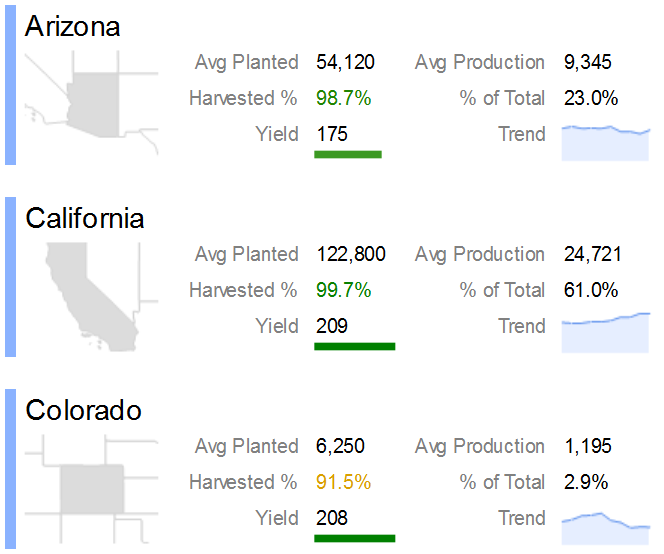 Arizona
Avg Planted 54,120 Avg Production 9,345
Harvested % 98.7% % of Total 23.0%
Yield 175 Trend
California
Avg Planted 122,800 Avg Production 24,721
Harvested % 99.7% % of Total 61.0%
Yield 209 Trend
Colorado
Avg Planted 6,250 Avg Production 1,195
Harvested % 91.5% % of Total 2.9%
Yield 208 Trend